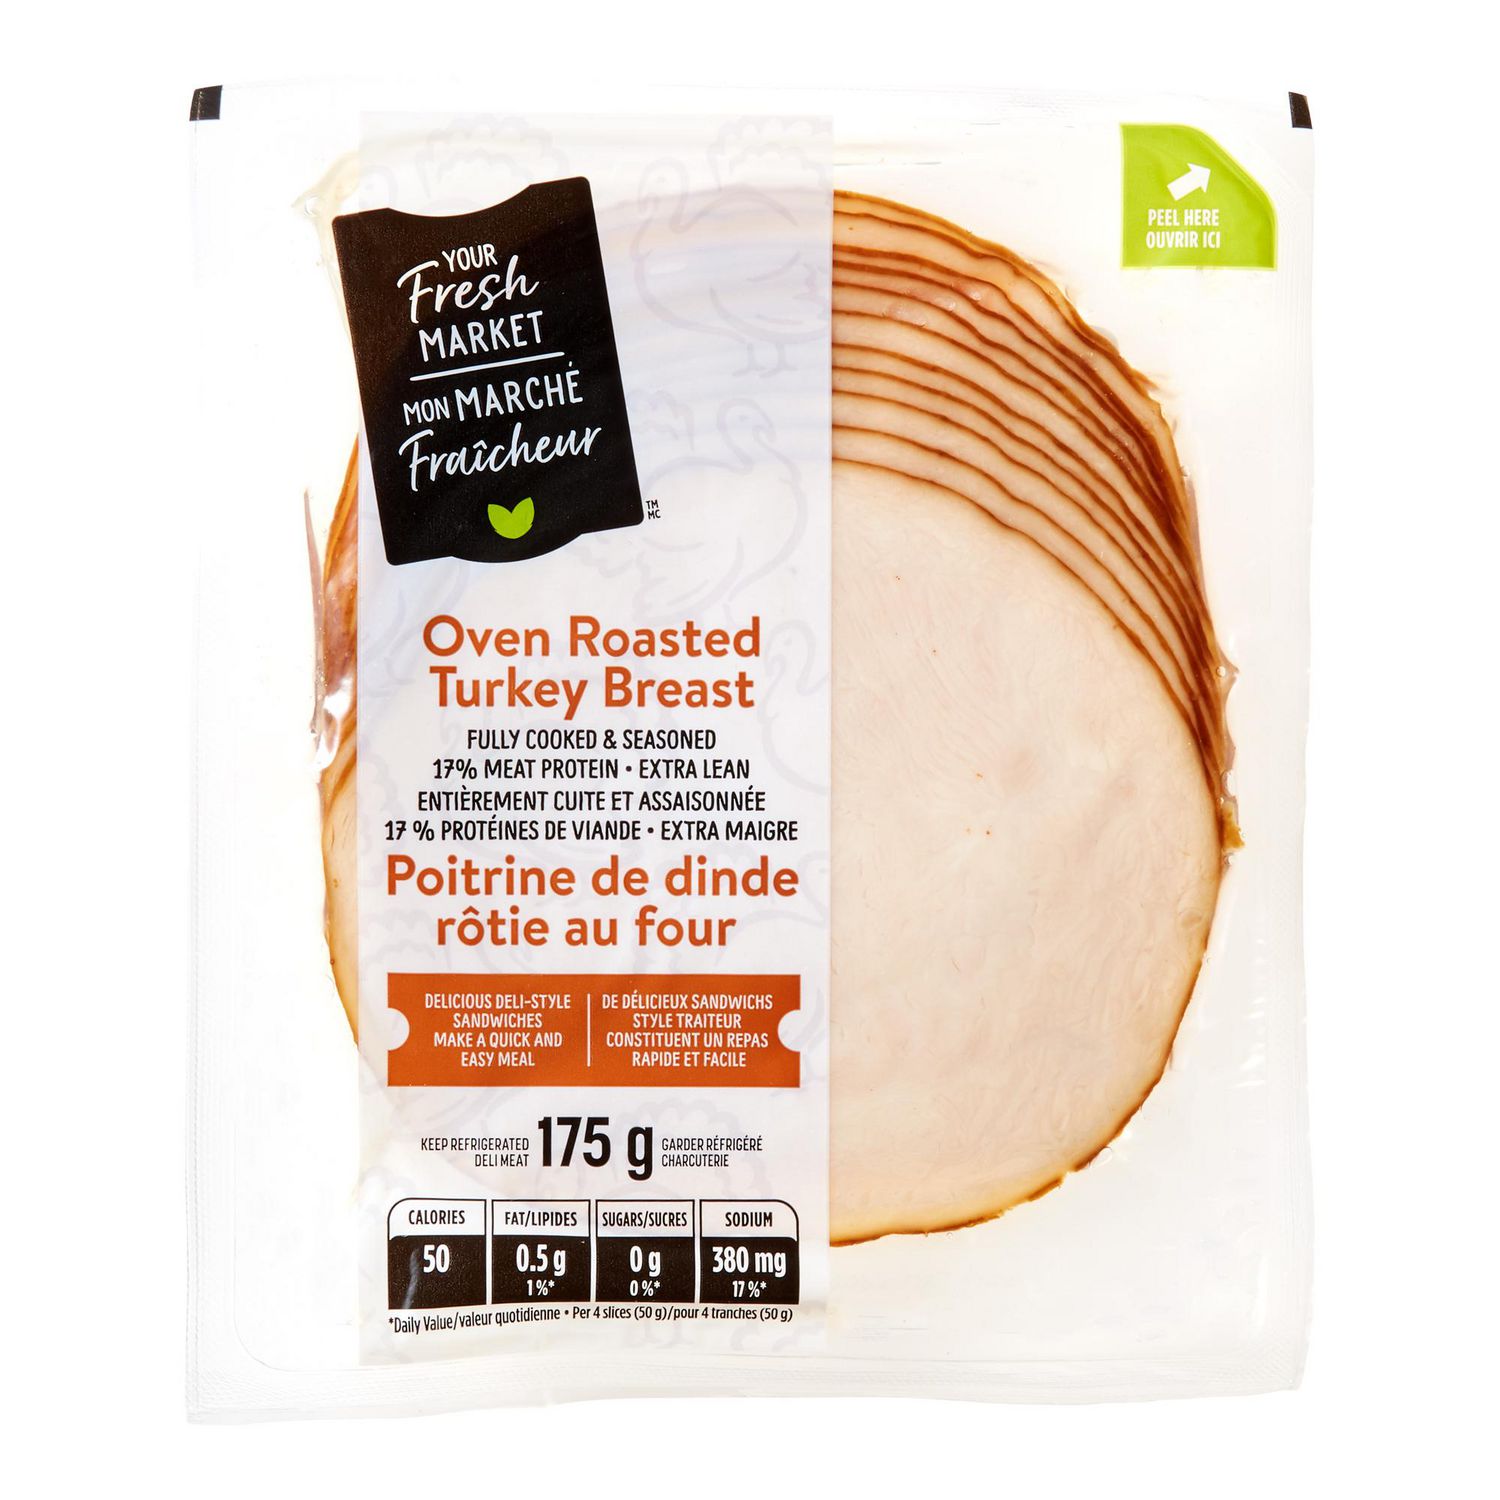 YOUR
Fresh
MARKET
MON MARCHÉ
Fraîcheur
TM
MC
PEEL HERE
OUVRIR ICI
Oven Roasted
Turkey Breast
FULLY COOKED & SEASONED
17% MEAT PROTEIN • EXTRA LEAN
ENTIÈREMENT CUITE ET ASSAISONNÉE
17 % PROTÉINES DE VIANDE • EXTRA MAIGRE
Poitrine de dinde
rôtie au four
DELICIOUS DELI-STYLE
SANDWICHES
MAKE A QUICK AND
EASY MEAL
DE DÉLICIEUX SANDWICHS
STYLE TRAITEUR
CONSTITUENT UN REPAS
RAPIDE ET FACILE
KEEP REFRIGERATED
DELI MEAT
175 g
GARDER RÉFRIGÉRÉ
CHARCUTERIE
CALORIES
50
FAT/LIPIDES
0.5 g
1 %*
SUGARS/SUCRES
0 g
0 %*
SODIUM
380 mg
17 %*
*Daily Value/valeur quotidienne • Per 4 slices (50 g)/pour 4 tranches (50 g)